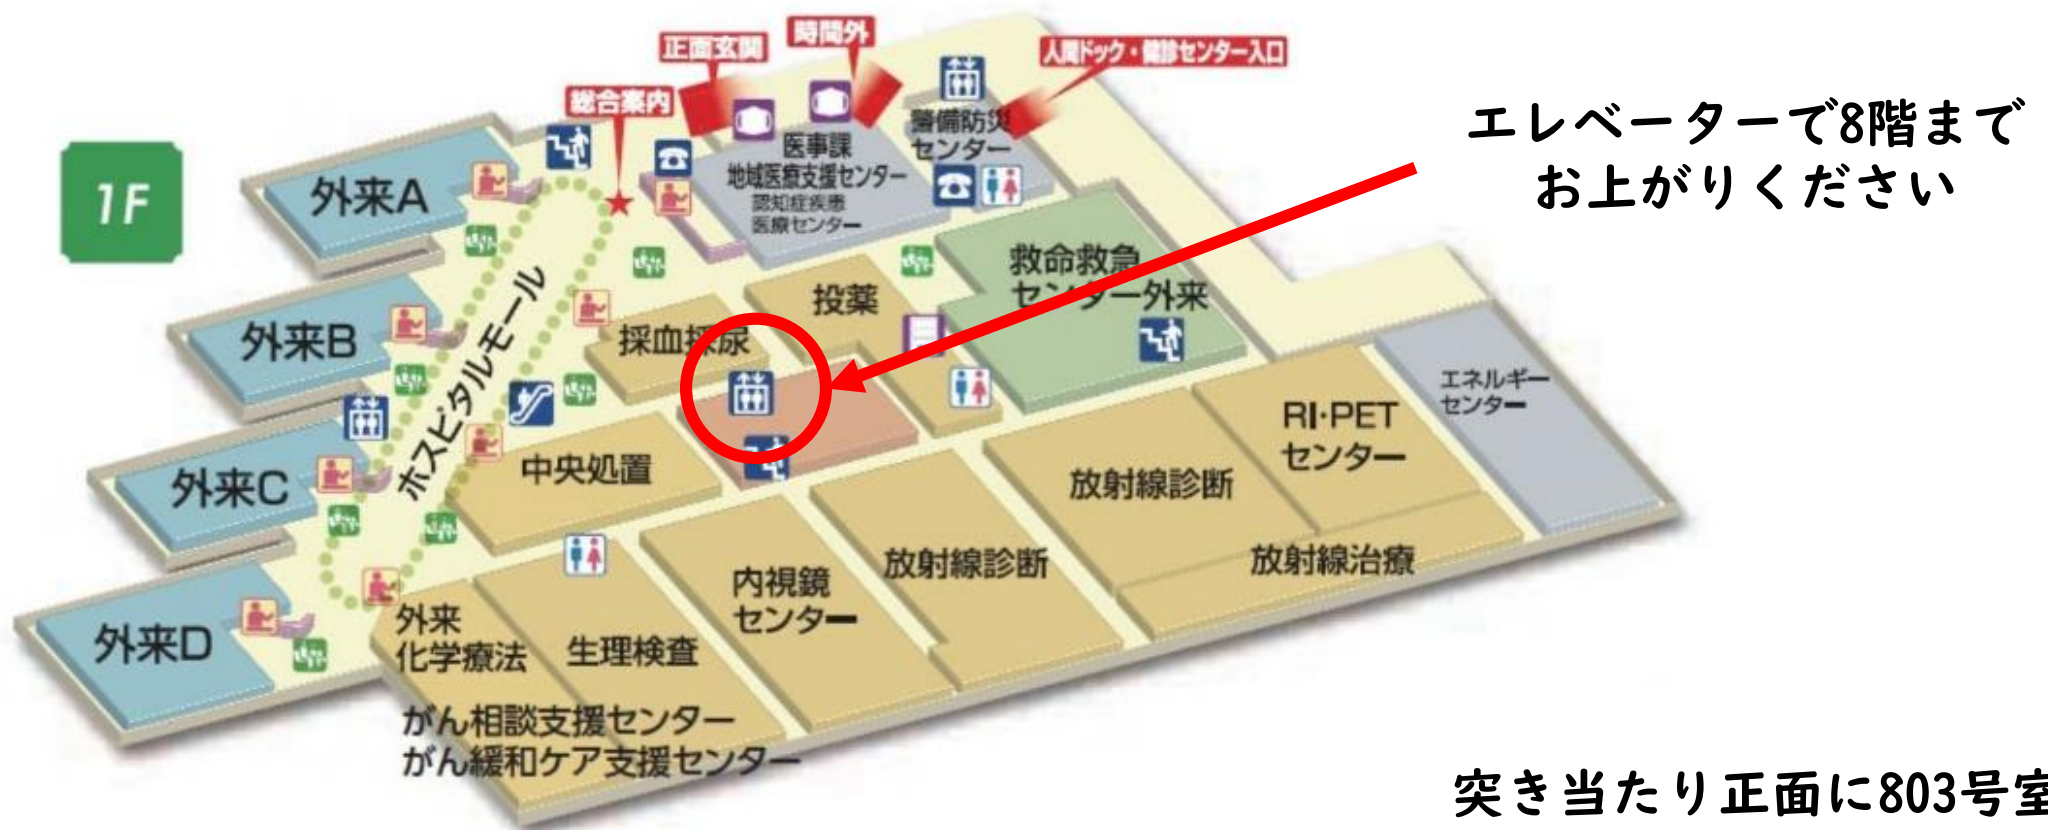 正面玄関
時間外
人間ドック・健診センター入口
総合案内
1F
エレベーターで8階まで
お上がりください
医事課
地域医療支援センター
認知症疾患
医療センター
警備防災
センター
外来A
救命救急
センター外来
投薬
外来B
採血採尿
ホスピタルモール
エネルギー
センター
RI・PET
センター
外来C
中央処置
放射線診断
放射線診断
放射線治療
内視鏡
センター
外来D
外来
化学療法
生理検査
がん相談支援センター
がん緩和ケア支援センター
突き当たり正面に803号室